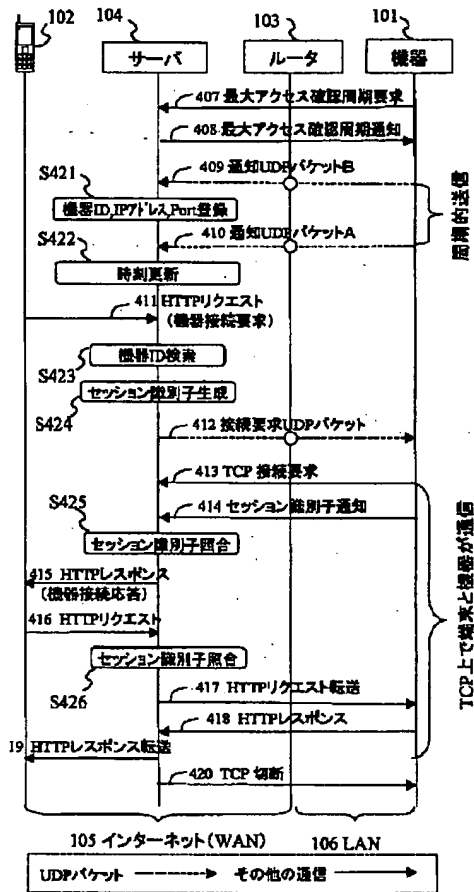 102
104
103
101
サーバ
ルータ
機器
407 最大アクセス確認周期要求
408 最大アクセス確認周期通知
409 通知UDPパケットB
S421
機器ID,IPアドレス,Port登録
410 通知UDPパケットA
周期的送信
S422
時刻更新
411 HTTPリクエスト
(機器接続要求)
機器ID検索
S423
セッション識別子生成
S424
412 接続要求UDPパケット
413 TCP 接続要求
414 セッション識別子通知
S425
セッション識別子照合
415 HTTPレスポンス
(機器接続応答)
416 HTTPリクエスト
セッション識別子照合
S426
417 HTTPリクエスト転送
418 HTTPレスポンス
19 HTTPレスポンス転送
420 TCP 切断
TCP上で端末と機器が通信
105 インターネット(WAN)
106 LAN
UDPパケット
その他の通信